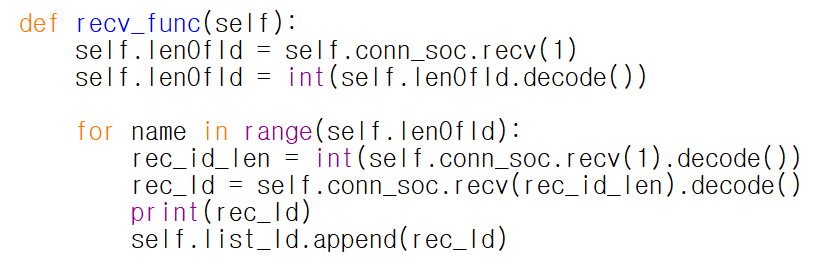 def recv_func(self):
    self.lenOfId = self.conn_soc.recv(1)
    self.lenOfId = int(self.lenOfId.decode())

    for name in range(self.lenOfId):
        rec_id_len = int(self.conn_soc.recv(1).decode())
        rec_Id = self.conn_soc.recv(rec_id_len).decode()
        print(rec_Id)
        self.list_Id.append(rec_Id)